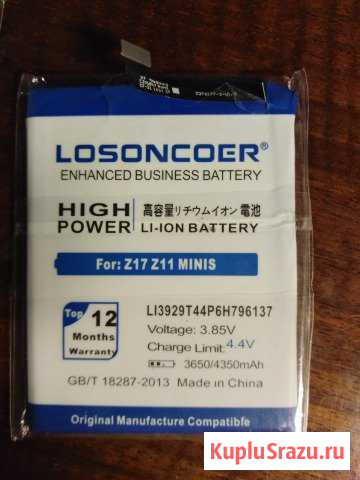 LOSONCOER®
ENHANCED BUSINESS BATTERY
HIGH POWER
高容量リチウムイオン 電池
LI-ION BATTERY
For: Z17 Z11 MINIS
Top 12
Months
Warranty
LI3929T44P6H796137
Voltage: 3.85V
Charge Limit: 4.4V
3650/4350mAh
GB/T 18287-2013 Made in China
Original Manufacture Compatible
КуплюСразу.ru
KupluSrazu.ru